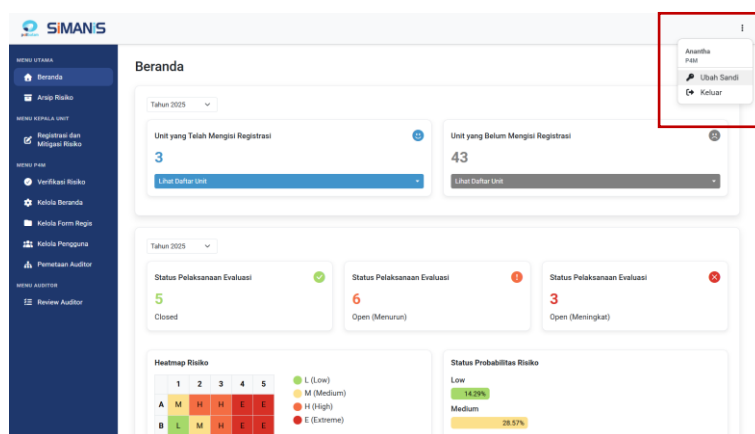 SiMANiS
Anantha
P4M
Ubah Sandi
Keluar
MENU UTAMA
Beranda
Arsip Risiko
MENU KEPALA UNIT
Registrasi dan
Mitigasi Risiko
MENU P4M
Verifikasi Risiko
Kelola Beranda
Kelola Form Regis
Kelola Pengguna
Pemetaan Auditor
MENU AUDITOR
Review Auditor
Beranda
Tahun 2025
Unit yang Telah Mengisi Registrasi
3
Lihat Daftar Unit
Unit yang Belum Mengisi Registrasi
43
Lihat Daftar Unit
Tahun 2025
Status Pelaksanaan Evaluasi
5
Closed
Status Pelaksanaan Evaluasi
6
Open (Menurun)
Status Pelaksanaan Evaluasi
3
Open (Meningkat)
Heatmap Risiko
1 2 3 4 5
A M H H E E
B L M H E E
L (Low)
M (Medium)
H (High)
E (Extreme)
Status Probabilitas Risiko
Low
14.29%
Medium
28.57%